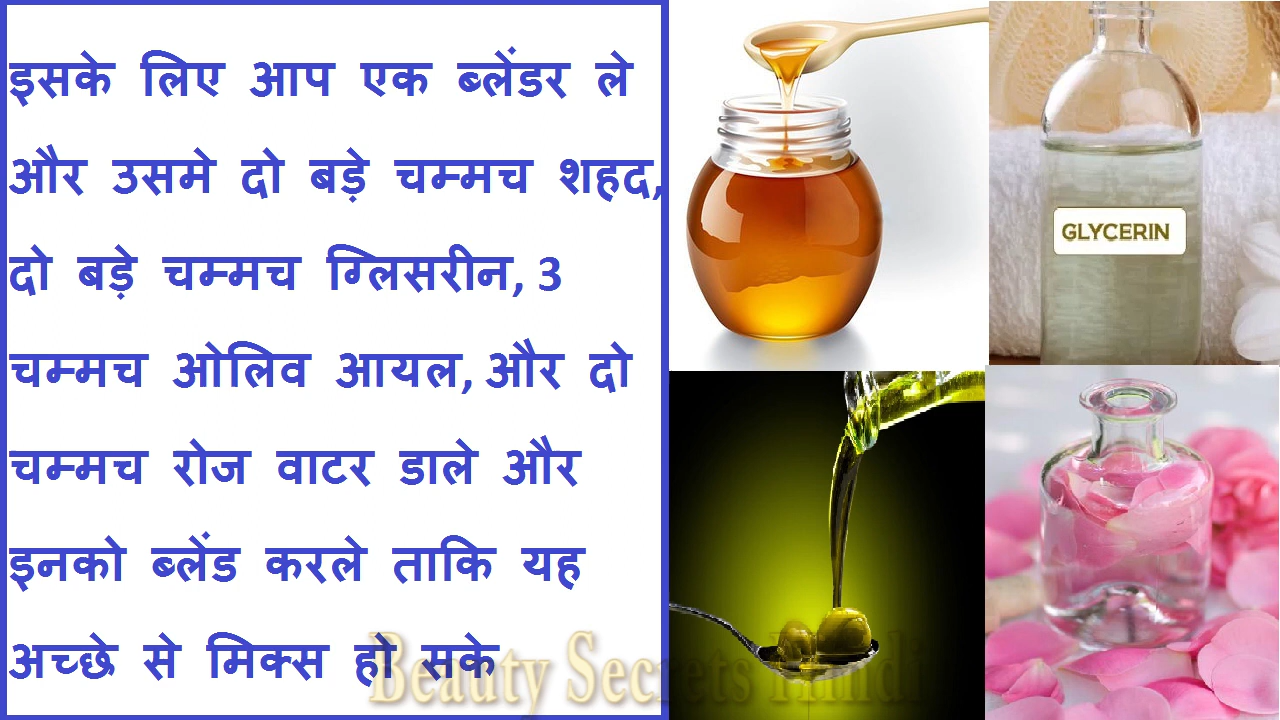 इसके लिए आप एक ब्लेंडर ले
और उसमे दो बड़े चम्मच शहद,
दो बड़े चम्मच ग्लिसरीन, 3
चम्मच ओलिव आयल, और दो
चम्मच रोज वाटर डाले और
इनको ब्लेंड करले ताकि यह
अच्छे से मिक्स हो सके
GLYCERIN
Beauty Secrets Hindi